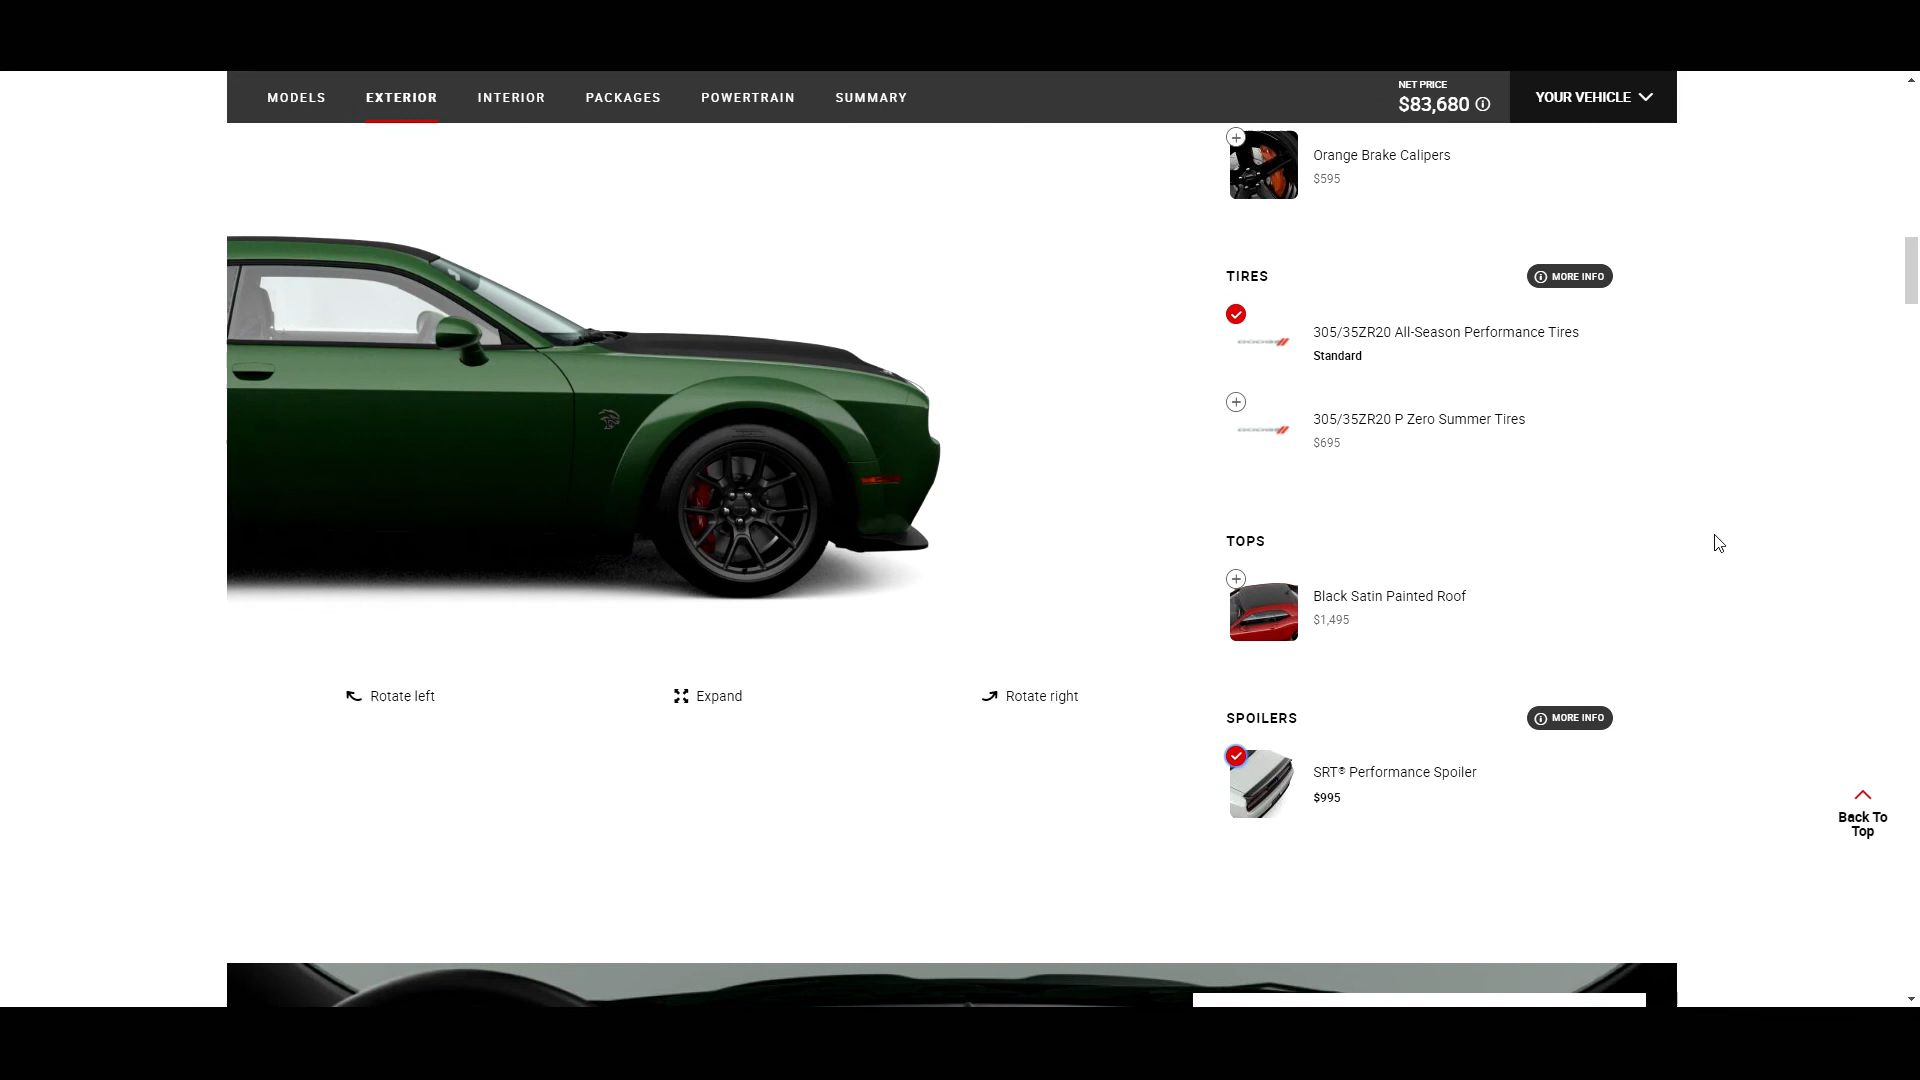 MODELS EXTERIOR INTERIOR PACKAGES POWERTRAIN SUMMARY
NET PRICE
$83,680
YOUR VEHICLE
Orange Brake Calipers
$595
TIRES
MORE INFO
305/35ZR20 All-Season Performance Tires
Standard
305/35ZR20 P Zero Summer Tires
$695
TOPS
Black Satin Painted Roof
$1,495
Rotate left
Expand
Rotate right
SPOILERS
MORE INFO
SRT® Performance Spoiler
$995
Back To
Top